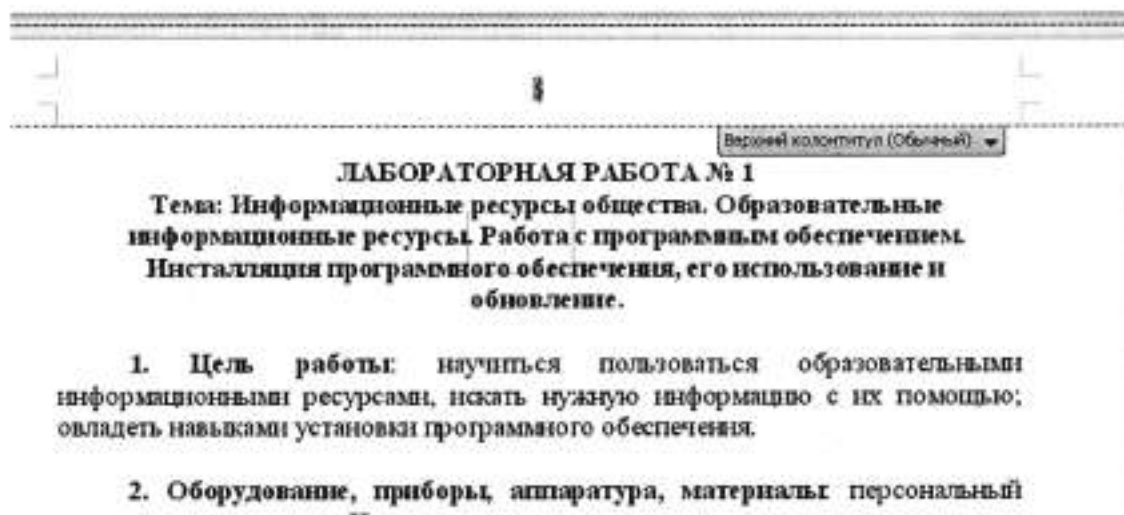 Верхний колонтитул (Обычный)
ЛАБОРАТОРНАЯ РАБОТА № 1
Тема: Информационные ресурсы общества. Образовательные
информационные ресурсы. Работа с программным обеспечением.
Инсталляция программного обеспечения, его использование и
обновление.
1. Цель работы: научиться пользоваться образовательными
информационными ресурсами, искать нужную информацию с их помощью;
овладеть навыками установки программного обеспечения.
2. Оборудование, приборы, аппаратура, материалы: персональный